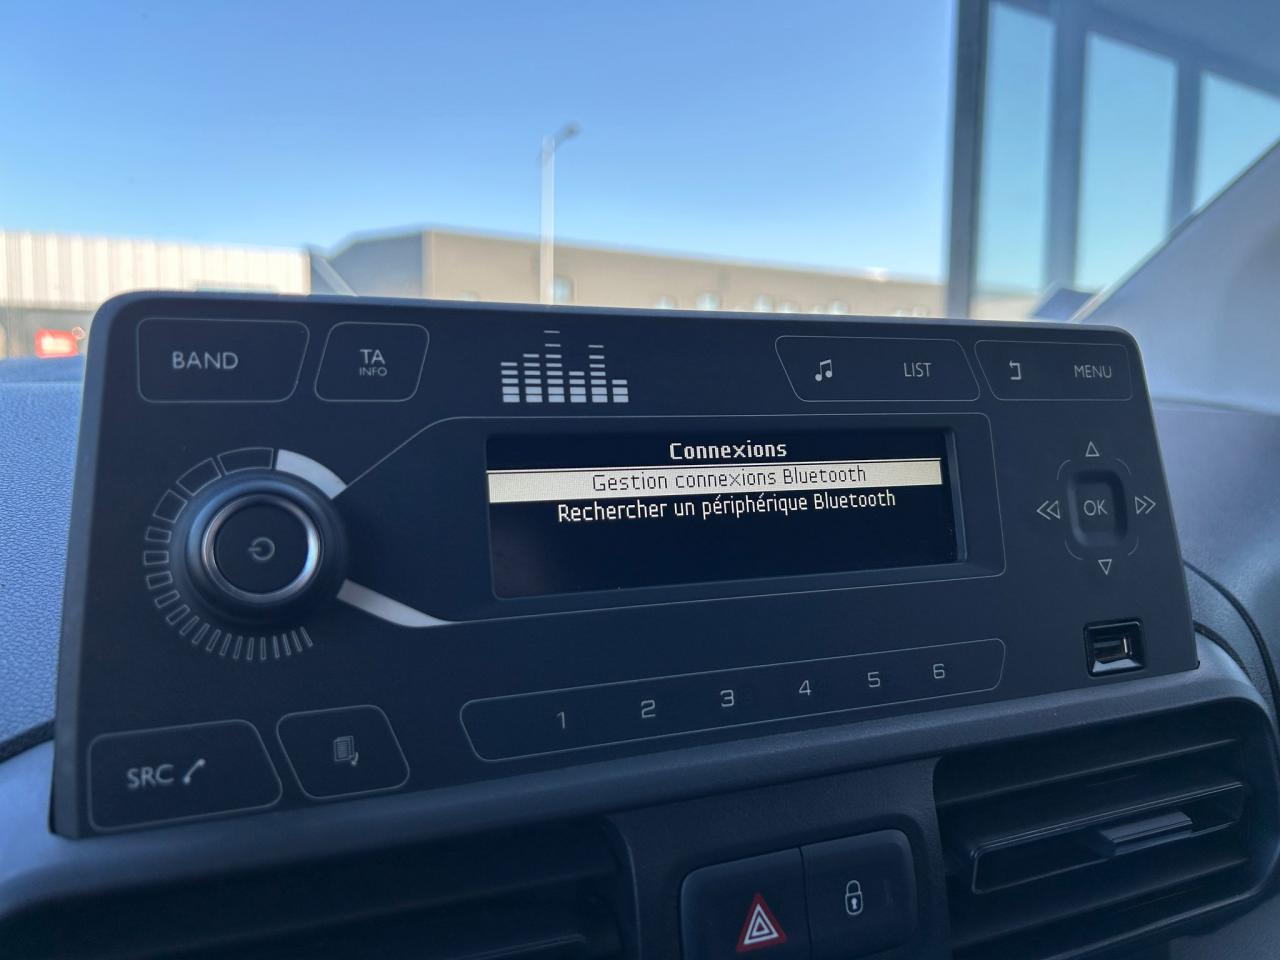 BAND
TA
INFO
LIST
MENU
Connexions
Gestion connexions Bluetooth
Rechercher un périphérique Bluetooth
OK
1 2 3 4 5 6
SRC